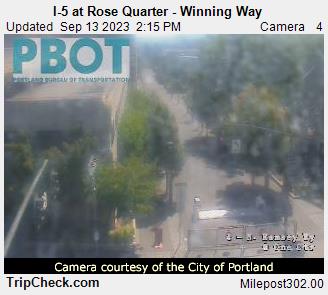 I-5 at Rose Quarter - Winning Way
Updated Sep 13 2023 2:15 PM Camera 4
PBOT
PORTLAND BUREAU OF TRANSPORTATION
Camera courtesy of the City of Portland
TripCheck.com Milepost302.00